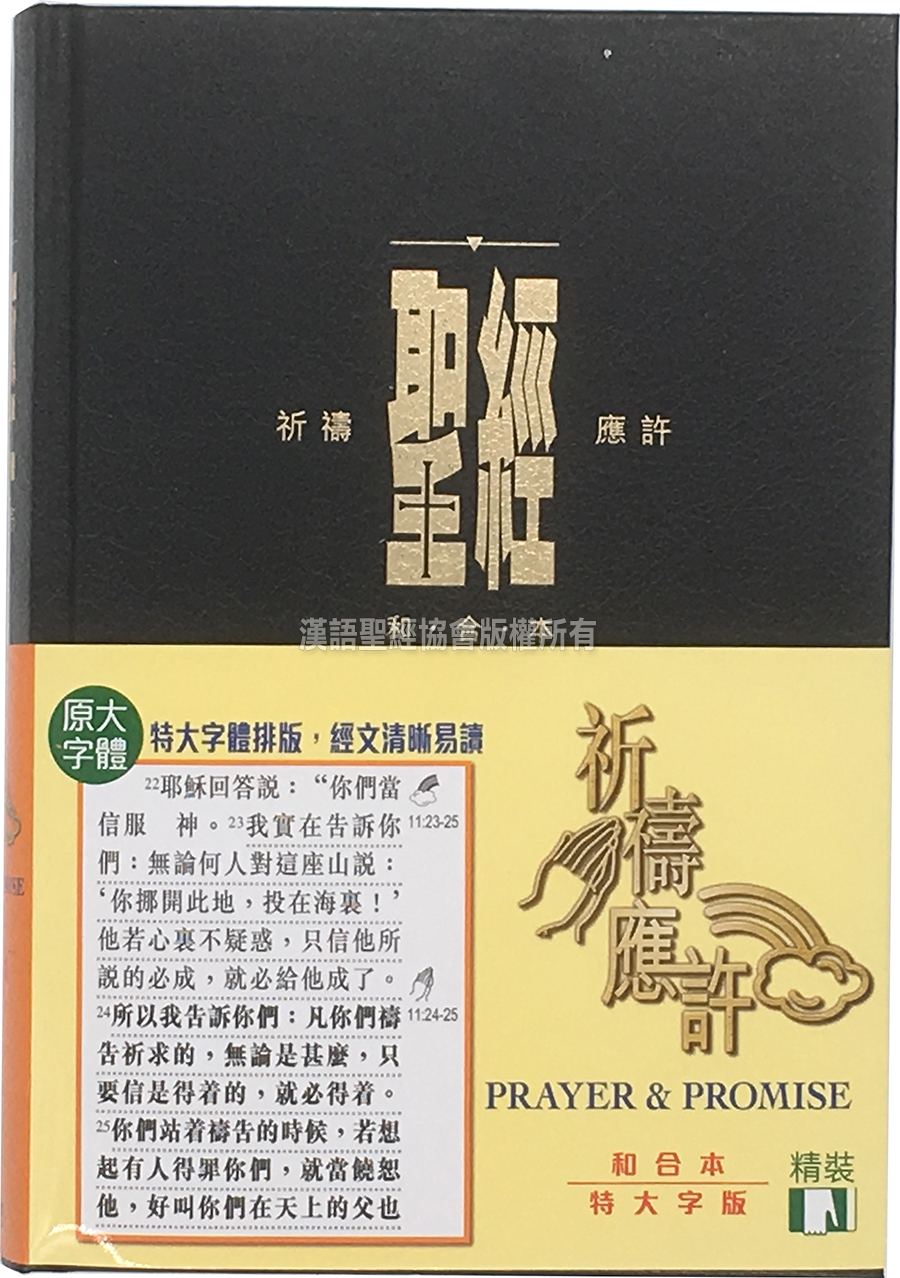 聖經
祈禱
應許
和合本
漢語聖經協會版權所有
原大
字體
特大字體排版，經文清晰易讀
22耶穌回答説：“你們當
信服　神。23我實在告訴你
11:23-25
們：無論何人對這座山説：
‘你挪開此地，投在海裏！’
他若心裏不疑惑，只信他所
説的必成，就必給他成了。
24所以我告訴你們：凡你們禱
11:24-25
告祈求的，無論是甚麼，只
要信是得着的，就必得着。
25你們站着禱告的時候，若想
起有人得罪你們，就當饒恕
他，好叫你們在天上的父也
祈禱
應許
PRAYER & PROMISE
和合本
特大字版
精裝